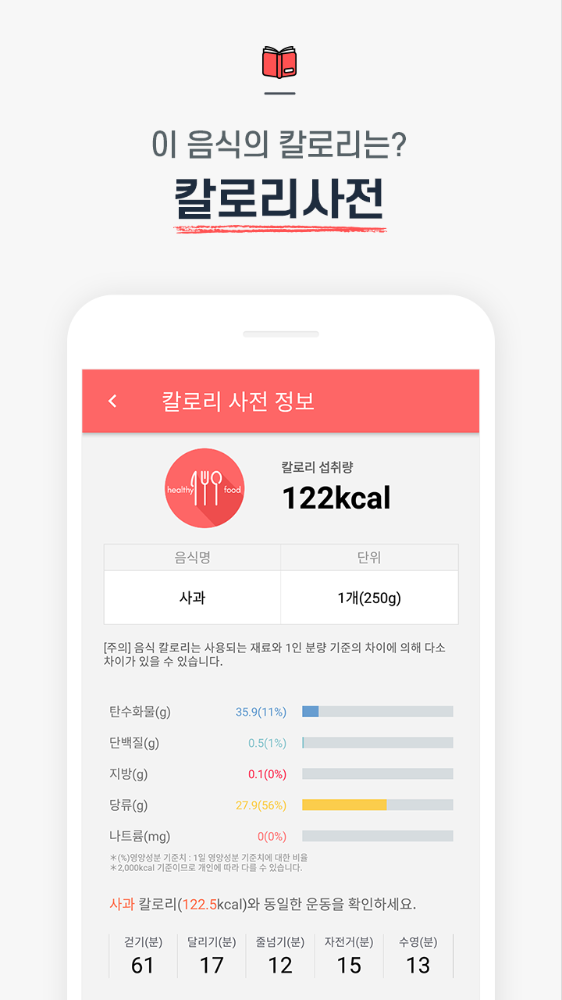 이 음식의 칼로리는?
칼로리사전
칼로리 사전 정보
healthy food
칼로리 섭취량
122kcal
음식명 단위
사과 1개(250g)
[주의] 음식 칼로리는 사용되는 재료와 1인 분량 기준의 차이에 의해 다소
차이가 있을 수 있습니다.
탄수화물(g) 35.9(11%)
단백질(g) 0.5(1%)
지방(g) 0.1(0%)
당류(g) 27.9(56%)
나트륨(mg) 0(0%)
*(%)영양성분 기준치 : 1일 영양성분 기준치에 대한 비율
*2,000kcal 기준이므로 개인에 따라 다를 수 있습니다.
사과 칼로리(122.5kcal)와 동일한 운동을 확인하세요.
걷기(분) 달리기(분) 줄넘기(분) 자전거(분) 수영(분)
61 17 12 15 13